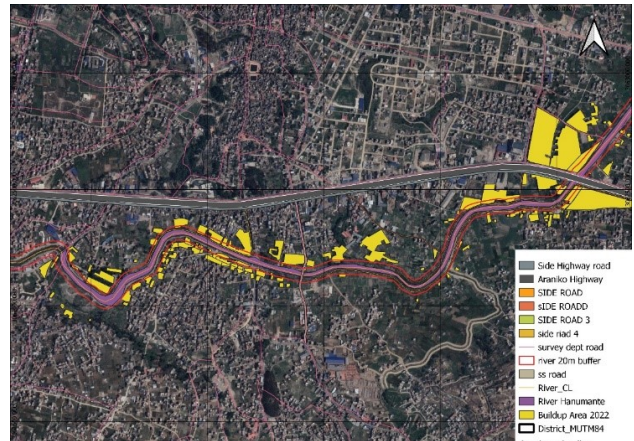 Side Highway road
Araniko Highway
SIDE ROAD
sIDE ROADD
SIDE ROAD 3
side riad 4
survey dept road
river 20m buffer
ss road
River_CL
River Hanumante
Buildup Area 2022
District_MUTM84